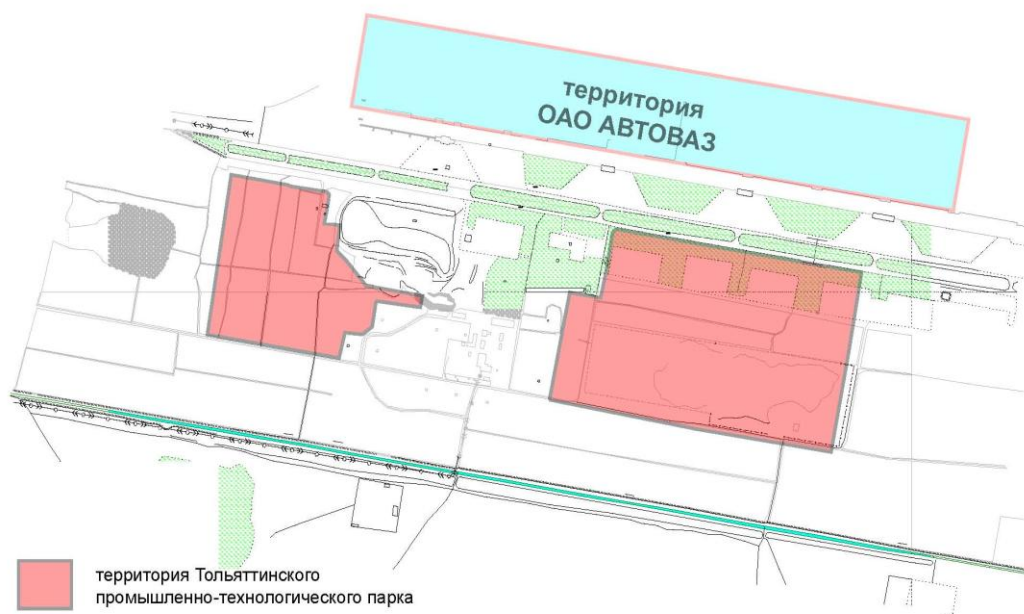 территория
ОАО АВТОВАЗ
территория Тольяттинского
промышленно-технологического парка